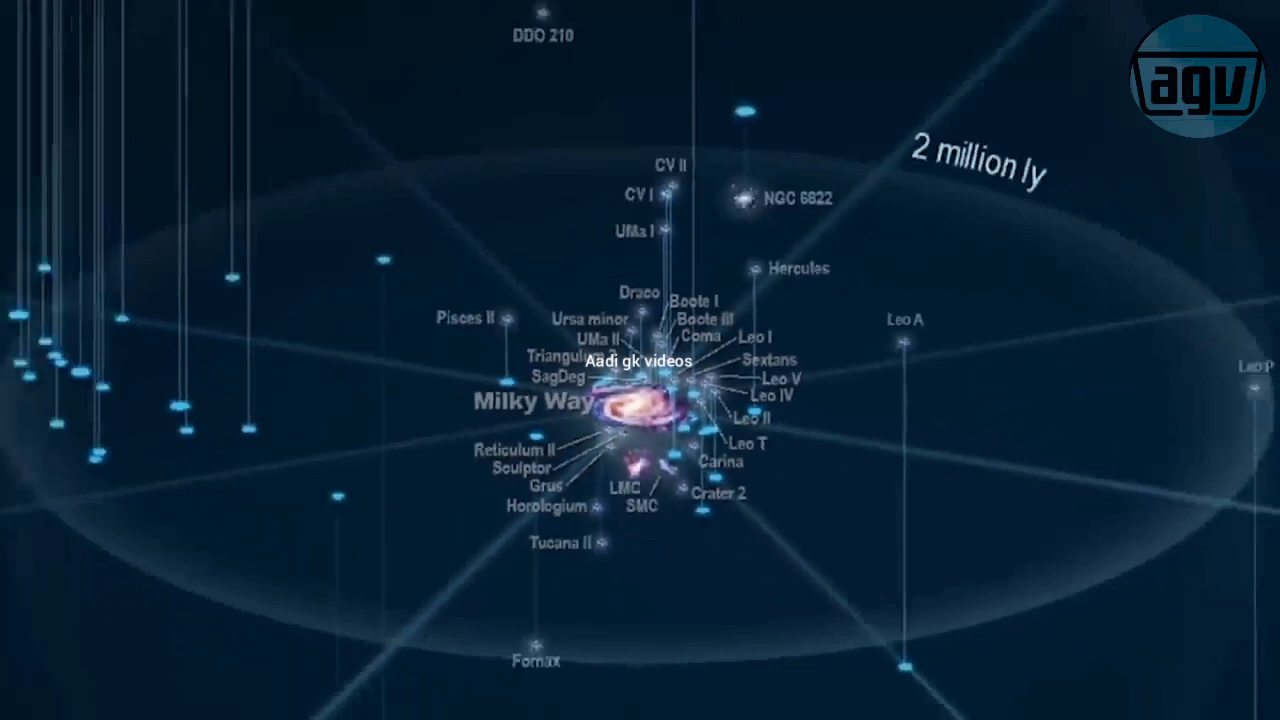 DDO 210
agv
2 million ly
CV II
CV I
NGC 6822
UMa I
Hercules
Draco
Boote I
Pisces II
Ursa minor
Boote III
Leo A
UMa II
Coma
Leo I
Aadi gk videos
Sextans
Leo P
SagDeg
Leo V
Milky Way
Leo IV
Leo II
Reticulum II
Leo T
Sculptor
Carina
Grus
LMC
Crater 2
Horologium
SMC
Tucana II
Fornax